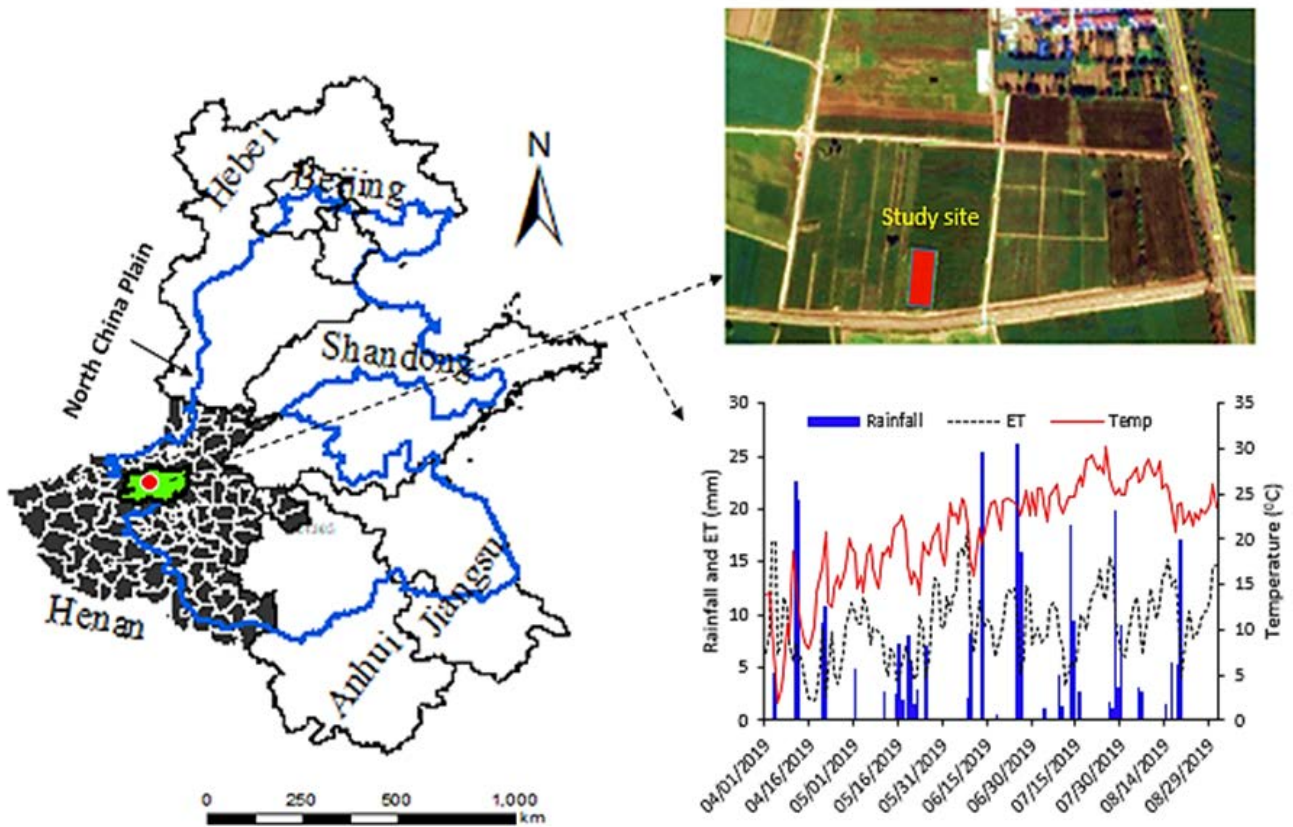 Hebei
Beijing
N
North China Plain
Shandong
Henan
Anhui
Jiangsu
0 250 500 1,000
km
Study site
Rainfall ET Temp
Rainfall and ET (mm)
30
25
20
15
10
5
0
Temperature (⁰C)
35
30
25
20
15
10
5
0
04/01/2019
04/16/2019
05/01/2019
05/16/2019
05/31/2019
06/15/2019
06/30/2019
07/15/2019
07/30/2019
08/14/2019
08/29/2019